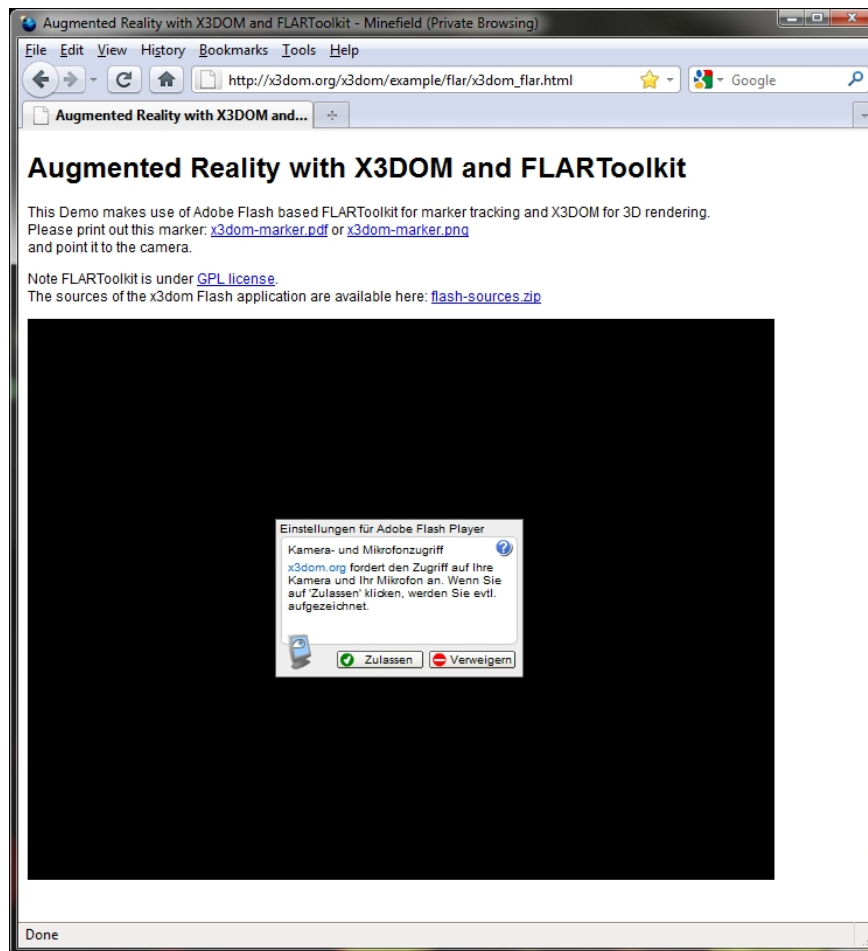 Augmented Reality with X3DOM and FLARToolkit - Minefield (Private Browsing)
File Edit View History Bookmarks Tools Help
http://x3dom.org/x3dom/example/flar/x3dom_flar.html Google
Augmented Reality with X3DOM and...
Augmented Reality with X3DOM and FLARToolkit
This Demo makes use of Adobe Flash based FLARToolkit for marker tracking and X3DOM for 3D rendering.
Please print out this marker: x3dom-marker.pdf or x3dom-marker.png
and point it to the camera.
Note FLARToolkit is under GPL license.
The sources of the x3dom Flash application are available here: flash-sources.zip
Einstellungen für Adobe Flash Player
Kamera- und Mikrofonzugriff
x3dom.org fordert den Zugriff auf Ihre
Kamera und Ihr Mikrofon an. Wenn Sie
auf 'Zulassen' klicken, werden Sie evtl.
aufgezeichnet.
Zulassen Verweigern
Done